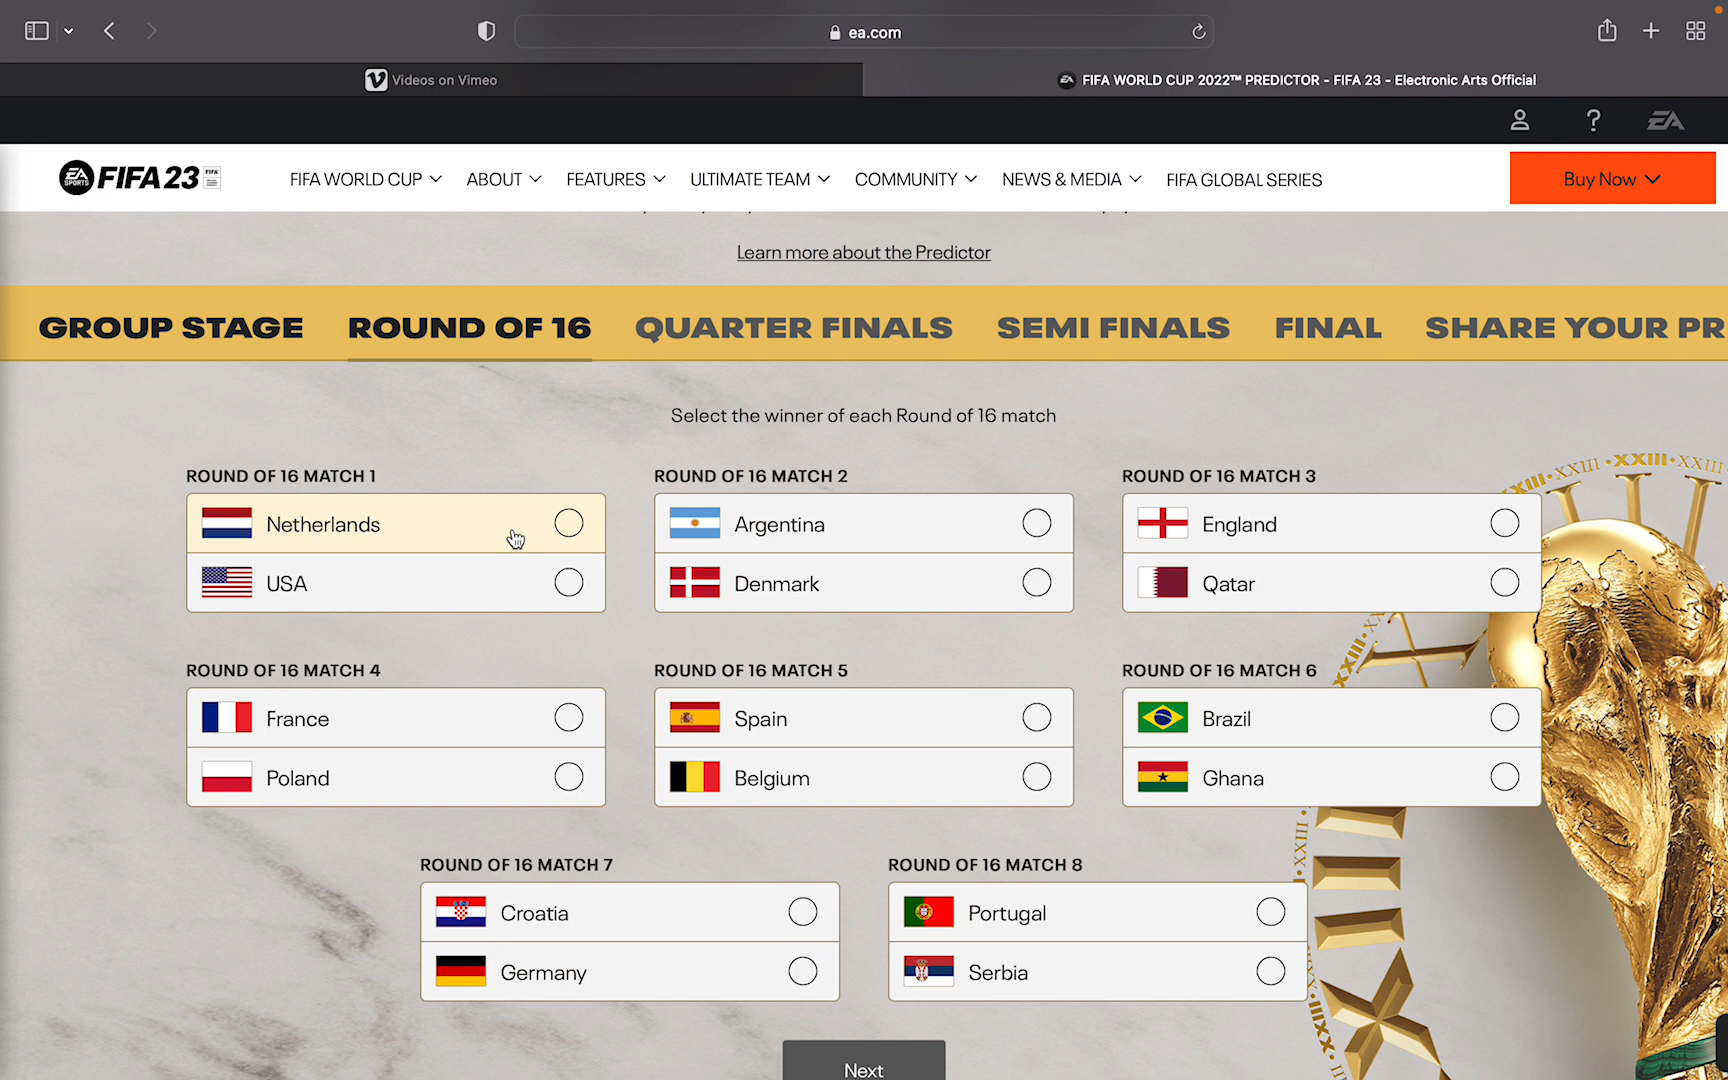 ea.com
Videos on Vimeo
FIFA WORLD CUP 2022™ PREDICTOR - FIFA 23 - Electronic Arts Official
EA SPORTS FIFA 23 FIFA
FIFA WORLD CUP
ABOUT
FEATURES
ULTIMATE TEAM
COMMUNITY
NEWS & MEDIA
FIFA GLOBAL SERIES
Buy Now
Learn more about the Predictor
GROUP STAGE
ROUND OF 16
QUARTER FINALS
SEMI FINALS
FINAL
SHARE YOUR PR
Select the winner of each Round of 16 match
ROUND OF 16 MATCH 1
Netherlands
USA
ROUND OF 16 MATCH 2
Argentina
Denmark
ROUND OF 16 MATCH 3
England
Qatar
ROUND OF 16 MATCH 4
France
Poland
ROUND OF 16 MATCH 5
Spain
Belgium
ROUND OF 16 MATCH 6
Brazil
Ghana
ROUND OF 16 MATCH 7
Croatia
Germany
ROUND OF 16 MATCH 8
Portugal
Serbia
Next